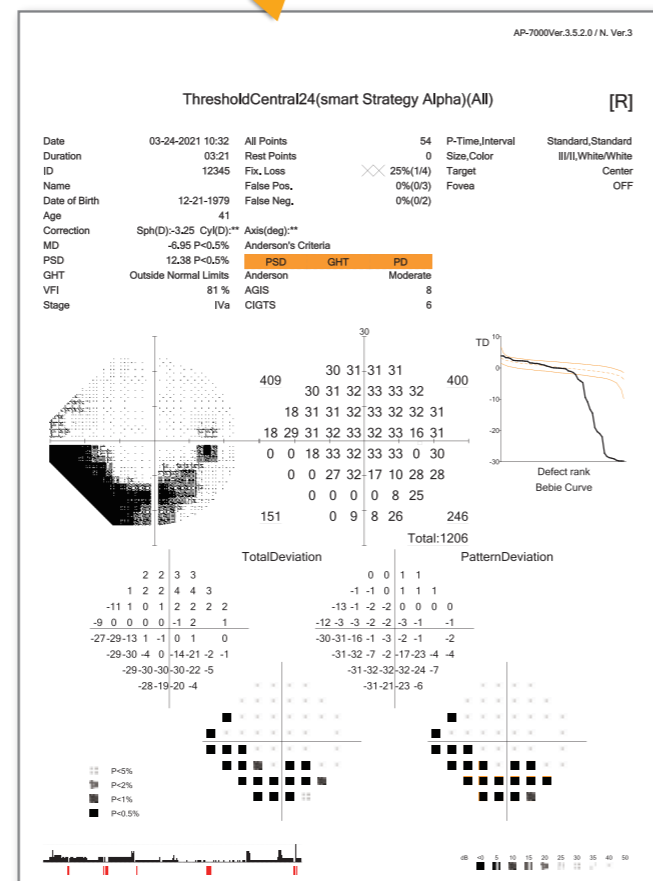 AP-7000Ver.3.5.2.0 / N. Ver.3
ThresholdCentral24(smart Strategy Alpha)(All) [R]
Date 03-24-2021 10:32 All Points 54 P-Time,Interval Standard,Standard
Duration 03:21 Rest Points 0 Size,Color III/II,White/White
ID 12345 Fix. Loss 25%(1/4) Target Center
Name False Pos. 0%(0/3) Fovea OFF
Date of Birth 12-21-1979 False Neg. 0%(0/2)
Age 41
Correction Sph(D):-3.25 Cyl(D):** Axis(deg):**
MD -6.95 P<0.5% Anderson's Criteria
PSD 12.38 P<0.5% PSD GHT PD
GHT Outside Normal Limits Anderson Moderate
VFI 81 % AGIS 8
Stage IVa CIGTS 6
30
TD 10
30 31 31 31
409 400
30 31 32 33 33 32
0
18 31 31 32 33 32 32 31
-10
18 29 31 32 33 32 33 16 31
0 0 18 33 32 33 33 0 30
-20
0 0 27 32 17 10 28 28
-30
0 0 0 0 8 25
Defect rank
Bebie Curve
151 0 9 8 26 246
Total:1206
TotalDeviation PatternDeviation
2 2 3 3 0 0 1 1
1 2 2 4 4 3 -1 -1 0 1 1 1
-11 1 0 1 2 2 2 2 -13 -1 -2 -2 0 0 0 0
-9 0 0 0 0 -1 2 1 -12 -3 -3 -2 -2 -3 -1 -1
-27 -29 -13 1 -1 0 1 0 -30 -31 -16 -1 -3 -2 -1 -2
-29 -30 -4 0 -14 -21 -2 -1 -31 -32 -7 -2 -17 -23 -4 -4
-29 -30 -30 -30 -22 -5 -31 -32 -32 -32 -24 -7
-28 -19 -20 -4 -31 -21 -23 -6
P<5%
P<2%
P<1%
P<0.5%
dB <0 5 10 15 20 25 30 35 40 50